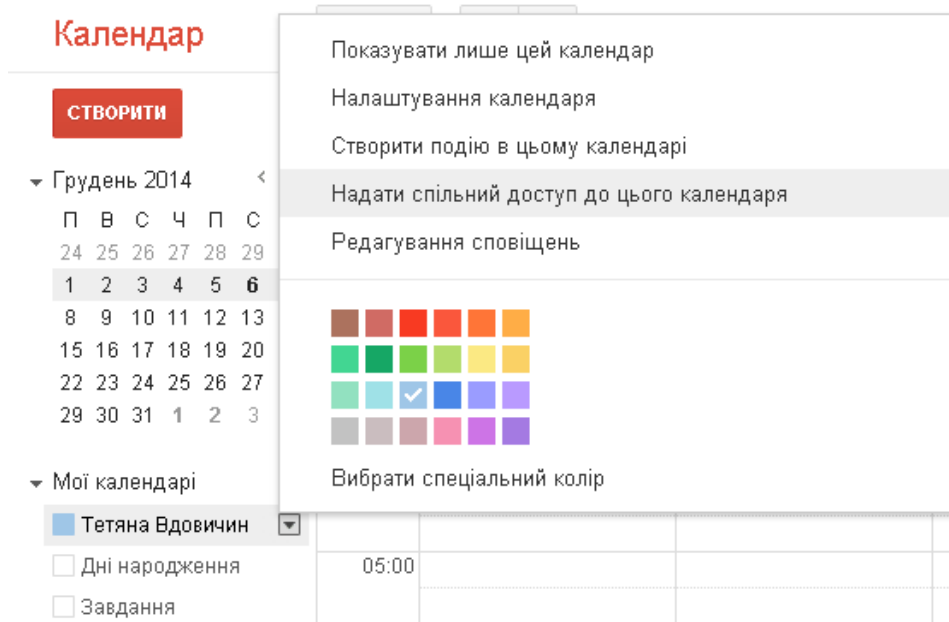 Календар
СТВОРИТИ
Грудень 2014 <
П В С Ч П С
24 25 26 27 28 29
1 2 3 4 5 6
8 9 10 11 12 13
15 16 17 18 19 20
22 23 24 25 26 27
29 30 31 1 2 3
Мої календарі
Тетяна Вдовичин
Дні народження
Завдання
Показувати лише цей календар
Налаштування календаря
Створити подію в цьому календарі
Надати спільний доступ до цього календаря
Редагування сповіщень
Вибрати спеціальний колір
05:00